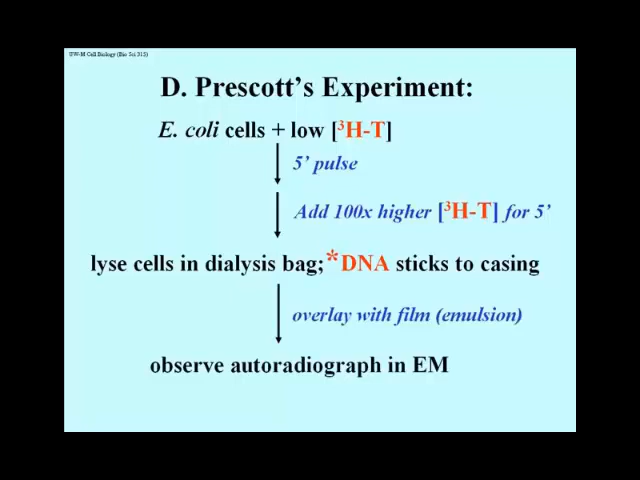 UW-M Cell Biology (Bio Sci 315)
D. Prescott’s Experiment:
E. coli cells + low [³H-T]
5’ pulse
Add 100x higher [³H-T] for 5’
lyse cells in dialysis bag;*DNA sticks to casing
overlay with film (emulsion)
observe autoradiograph in EM